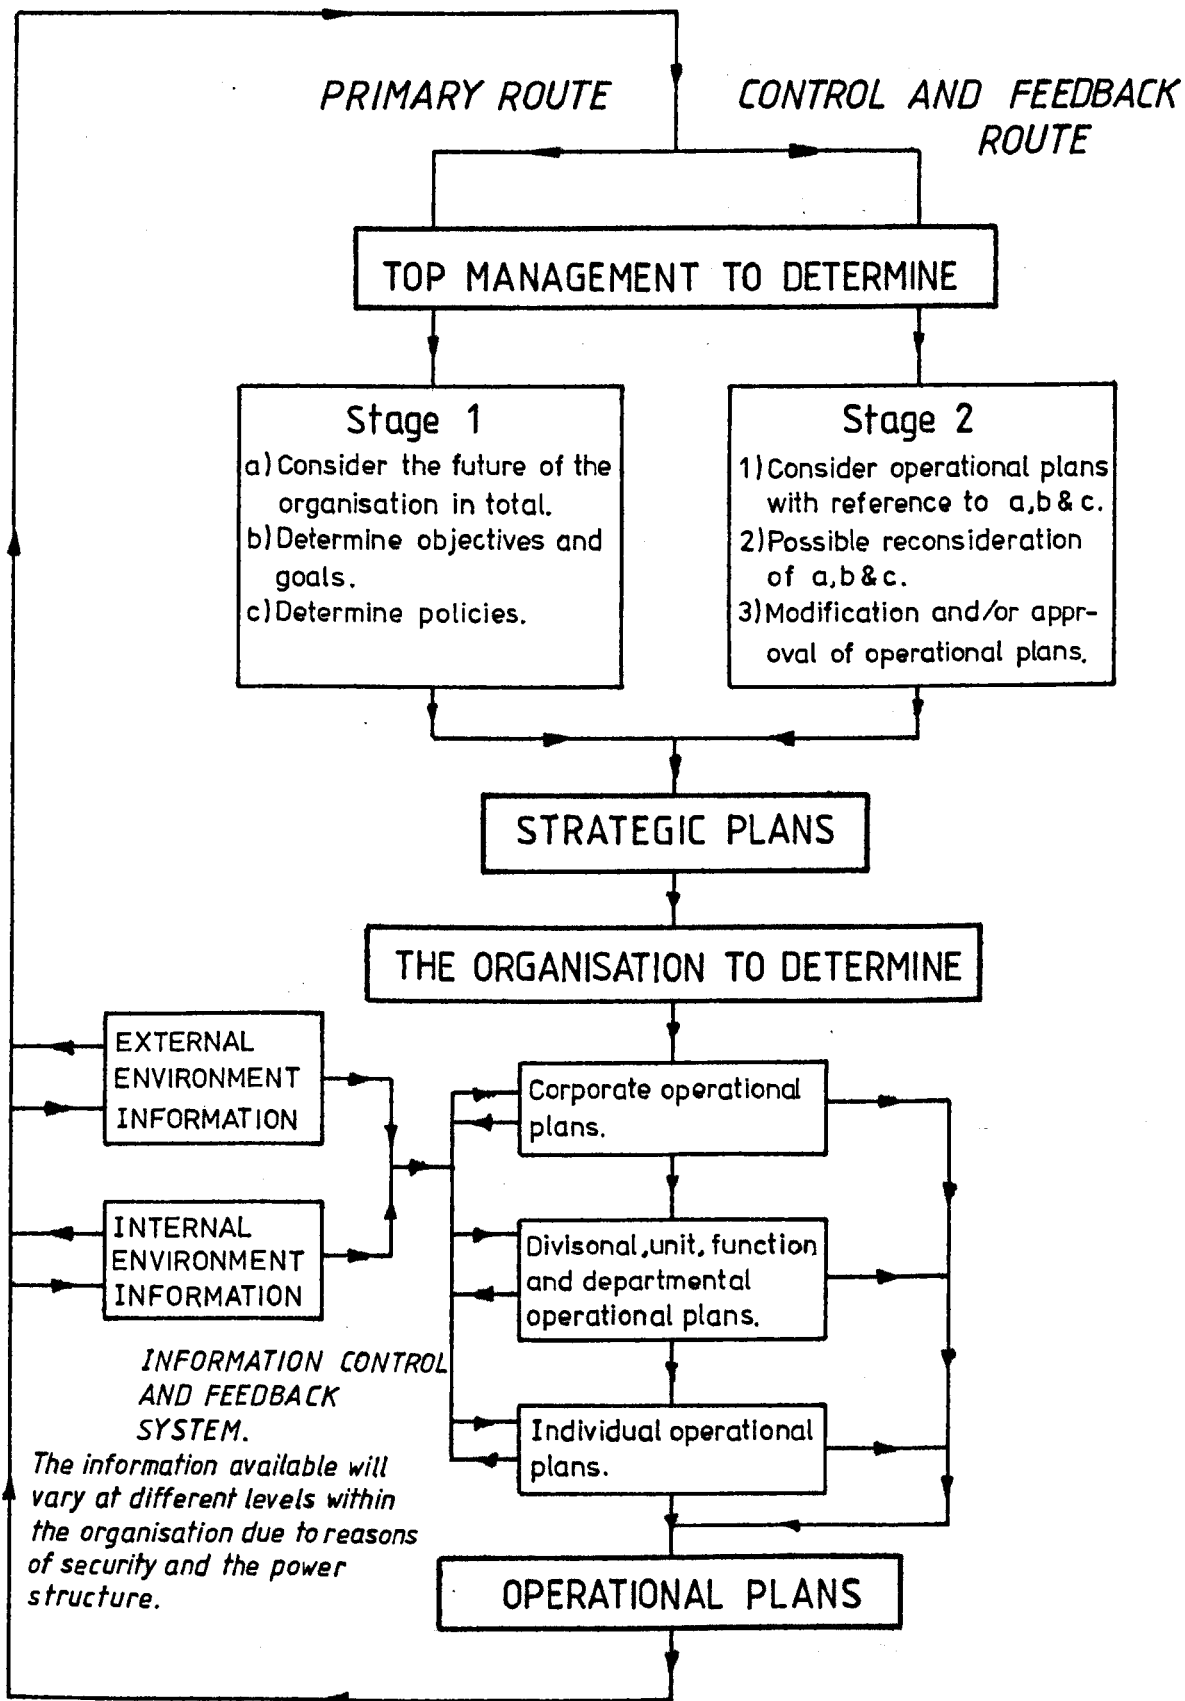 PRIMARY ROUTE
CONTROL AND FEEDBACK
ROUTE
TOP MANAGEMENT TO DETERMINE
Stage 1
a) Consider the future of the
organisation in total.
b) Determine objectives and
goals.
c) Determine policies.
Stage 2
1) Consider operational plans
with reference to a,b & c.
2) Possible reconsideration
of a,b & c.
3) Modification and/or appr-
oval of operational plans.
STRATEGIC PLANS
THE ORGANISATION TO DETERMINE
EXTERNAL
ENVIRONMENT
INFORMATION
INTERNAL
ENVIRONMENT
INFORMATION
Corporate operational
plans.
Divisonal, unit, function
and departmental
operational plans.
Individual operational
plans.
INFORMATION CONTROL
AND FEEDBACK
SYSTEM.
The information available will
vary at different levels within
the organisation due to reasons
of security and the power
structure.
OPERATIONAL PLANS